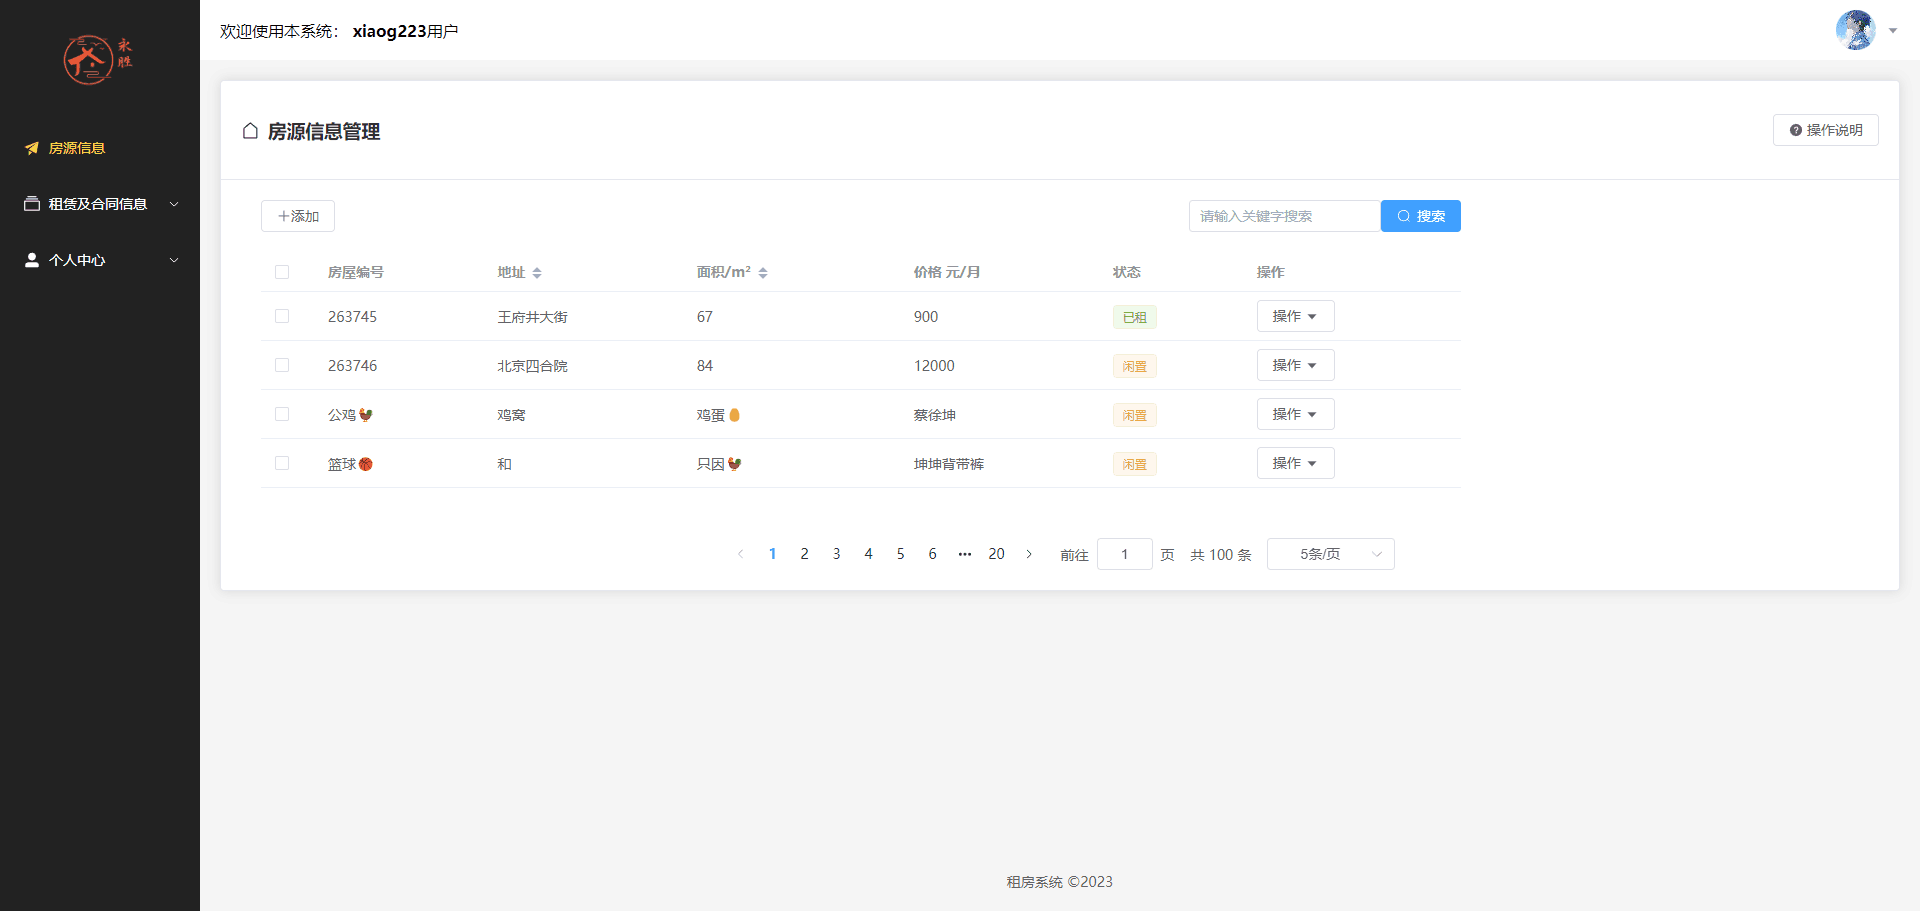 永胜
欢迎使用本系统： xiaog223用户
房源信息
租赁及合同信息
个人中心
房源信息管理
操作说明
添加
请输入关键字搜索
搜索
房屋编号 地址 面积/m² 价格 元/月 状态 操作
263745 王府井大街 67 900 已租 操作
263746 北京四合院 84 12000 闲置 操作
公鸡🐓 鸡窝 鸡蛋🥚 蔡徐坤 闲置 操作
篮球🏀 和 只因🐓 坤坤背带裤 闲置 操作
1 2 3 4 5 6 ••• 20 前往 1 页 共 100 条 5条/页
租房系统 ©2023